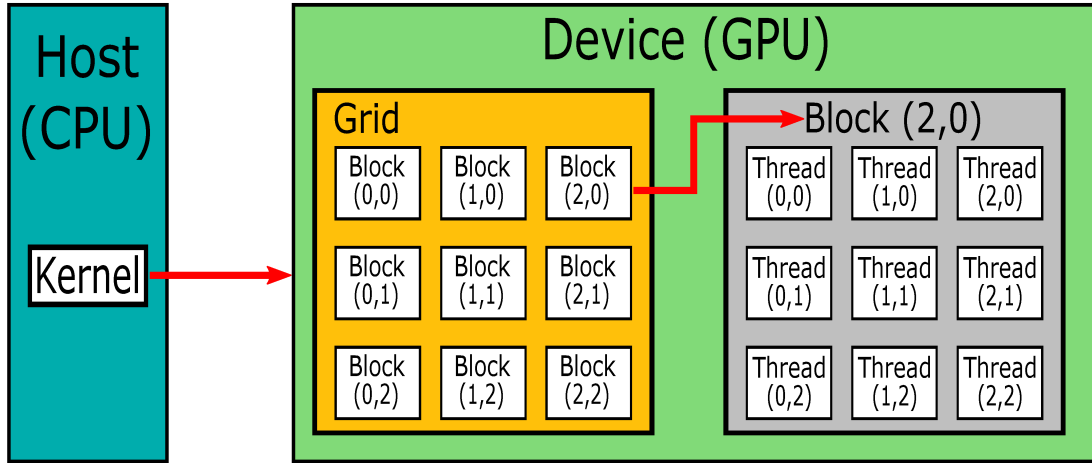 Host
(CPU)
Kernel
Device (GPU)
Grid
Block
(0,0)
Block
(1,0)
Block
(2,0)
Block
(0,1)
Block
(1,1)
Block
(2,1)
Block
(0,2)
Block
(1,2)
Block
(2,2)
Block (2,0)
Thread
(0,0)
Thread
(1,0)
Thread
(2,0)
Thread
(0,1)
Thread
(1,1)
Thread
(2,1)
Thread
(0,2)
Thread
(1,2)
Thread
(2,2)